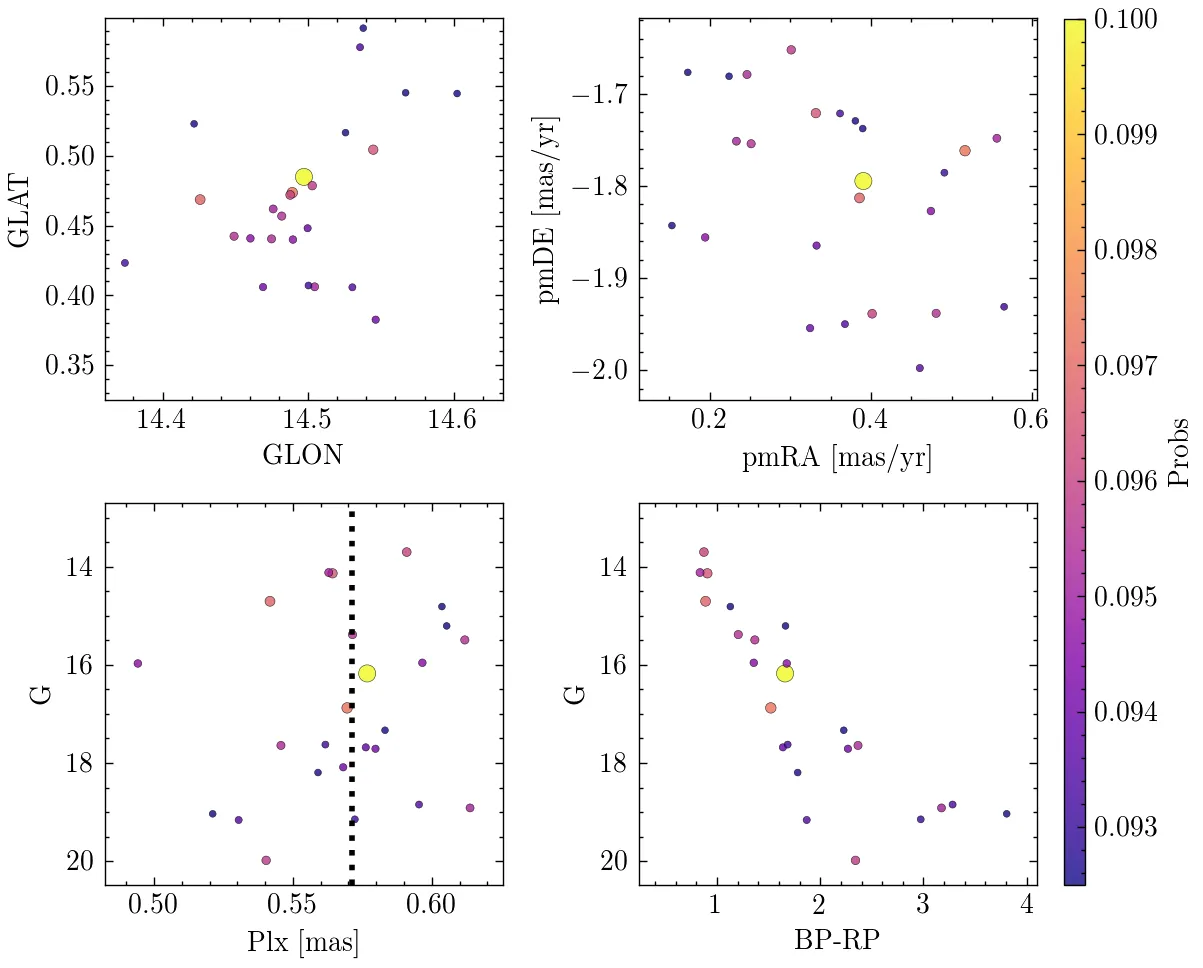 0.55
0.50
0.45
0.40
0.35
GLAT
14.4 14.5 14.6
GLON
−1.7
−1.8
−1.9
−2.0
pmDE [mas/yr]
0.2 0.4 0.6
pmRA [mas/yr]
14
16
18
20
G
0.50 0.55 0.60
Plx [mas]
14
16
18
20
G
1 2 3 4
BP-RP
0.100
0.099
0.098
0.097
0.096
0.095
0.094
0.093
Probs